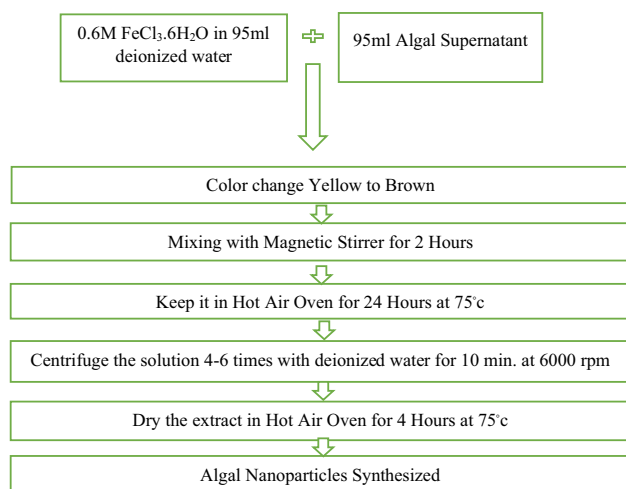 0.6M FeCl₃.6H₂O in 95ml
deionized water
95ml Algal Supernatant
Color change Yellow to Brown
Mixing with Magnetic Stirrer for 2 Hours
Keep it in Hot Air Oven for 24 Hours at 75°c
Centrifuge the solution 4-6 times with deionized water for 10 min. at 6000 rpm
Dry the extract in Hot Air Oven for 4 Hours at 75°c
Algal Nanoparticles Synthesized